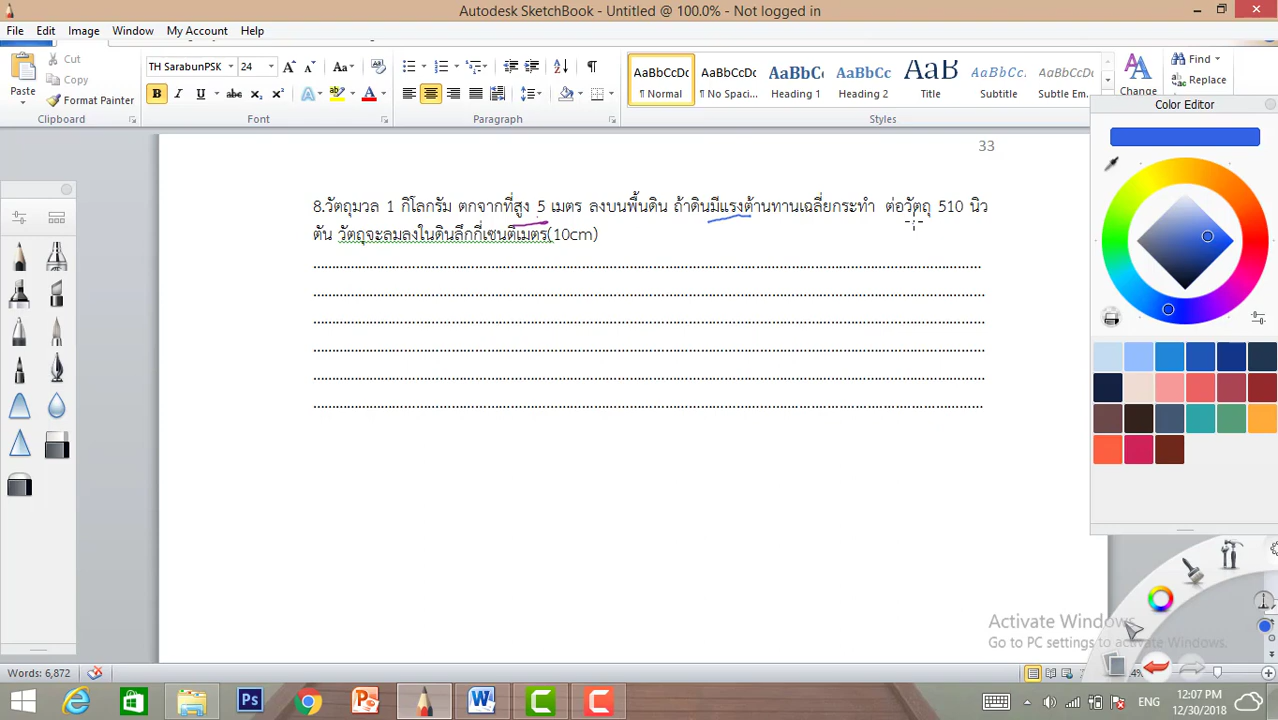 Autodesk SketchBook - Untitled @ 100.0% - Not logged in
File Edit Image Window My Account Help
Cut
Copy
Format Painter
Paste
TH SarabunPSK 24
AaBbCcDc AaBbCcDc AaBbC AaBbCc AaB AaBbCc. AaBbCcDc
¶ Normal ¶ No Spaci... Heading 1 Heading 2 Title Subtitle Subtle Em...
Change
Find
Replace
Clipboard Font Paragraph Styles
Color Editor
33
8.วัตถุมวล 1 กิโลกรัม ตกจากที่สูง 5 เมตร ลงบนพื้นดิน ถ้าดินมีแรงต้านทานเฉลี่ยกระทำ ต่อวัตถุ 510 นิว
ตัน วัตถุจะลมลงในดินลึกกี่เซนติเมตร(10cm)
Activate Windows
Go to PC settings to activate Windows.
Words: 6,872
ENG
12:07 PM
12/30/2018